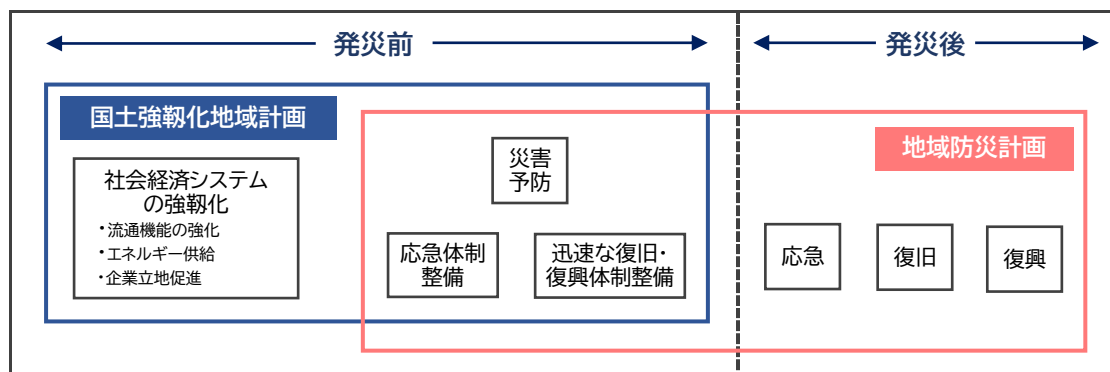 発災前
発災後
国土強靱化地域計画
地域防災計画
社会経済システム
の強靱化
・流通機能の強化
・エネルギー供給
・企業立地促進
災害
予防
応急体制
整備
迅速な復旧・
復興体制整備
応急
復旧
復興